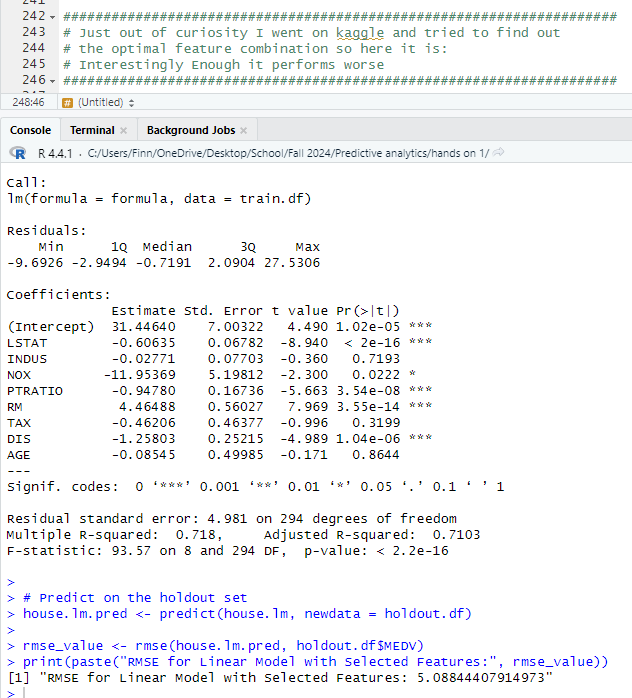 241
242 ######################################################################
243 # Just out of curiosity I went on kaggle and tried to find out
244 # the optimal feature combination so here it is:
245 # Interestingly Enough it performs worse
246 ######################################################################
248:46 # (Untitled)
Console Terminal Background Jobs
R R 4.4.1 · C:/Users/Finn/OneDrive/Desktop/School/Fall 2024/Predictive analytics/hands on 1/
Call:
lm(formula = formula, data = train.df)
Residuals:
Min 1Q Median 3Q Max
-9.6926 -2.9494 -0.7191 2.0904 27.5306
Coefficients:
Estimate Std. Error t value Pr(>|t|)
(Intercept) 31.44640 7.00322 4.490 1.02e-05 ***
LSTAT -0.60635 0.06782 -8.940 < 2e-16 ***
INDUS -0.02771 0.07703 -0.360 0.7193
NOX -11.95369 5.19812 -2.300 0.0222 *
PTRATIO -0.94780 0.16736 -5.663 3.54e-08 ***
RM 4.46488 0.56027 7.969 3.55e-14 ***
TAX -0.46206 0.46377 -0.996 0.3199
DIS -1.25803 0.25215 -4.989 1.04e-06 ***
AGE -0.08545 0.49985 -0.171 0.8644
---
Signif. codes: 0 ‘***’ 0.001 ‘**’ 0.01 ‘*’ 0.05 ‘.’ 0.1 ‘ ’ 1
Residual standard error: 4.981 on 294 degrees of freedom
Multiple R-squared: 0.718, Adjusted R-squared: 0.7103
F-statistic: 93.57 on 8 and 294 DF, p-value: < 2.2e-16
>
> # Predict on the holdout set
> house.lm.pred <- predict(house.lm, newdata = holdout.df)
>
> rmse_value <- rmse(house.lm.pred, holdout.df$MEDV)
> print(paste("RMSE for Linear Model with Selected Features:", rmse_value))
[1] "RMSE for Linear Model with Selected Features: 5.08844407914973"
>